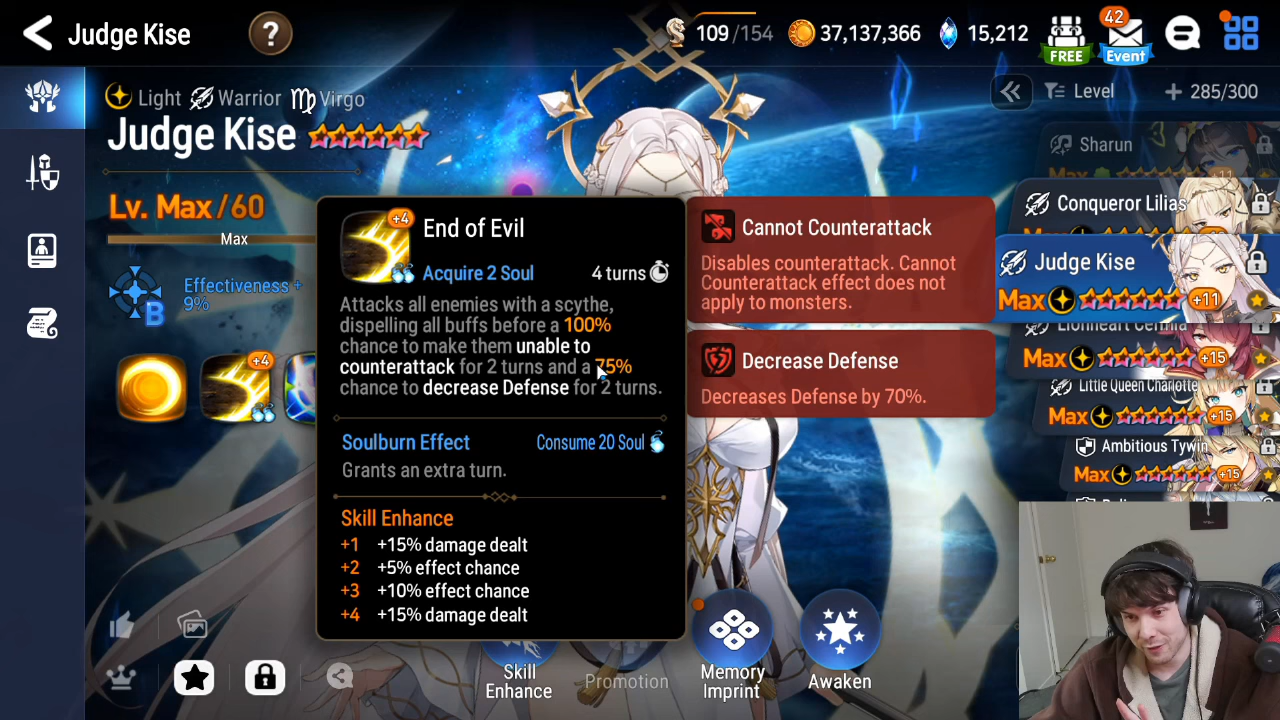 Judge Kise
?
109/154
37,137,366
15,212
FREE
42
Event
Light Warrior Virgo
Judge Kise
Lv. Max/60
Max
B
Effectiveness +
9%
+4
+4
End of Evil
Acquire 2 Soul
4 turns
Attacks all enemies with a scythe,
dispelling all buffs before a 100%
chance to make them unable to
counterattack for 2 turns and a 75%
chance to decrease Defense for 2 turns.
Soulburn Effect
Consume 20 Soul
Grants an extra turn.
Skill Enhance
+1 +15% damage dealt
+2 +5% effect chance
+3 +10% effect chance
+4 +15% damage dealt
Cannot Counterattack
Disables counterattack. Cannot
Counterattack effect does not
apply to monsters.
Decrease Defense
Decreases Defense by 70%.
Level
285/300
Sharun
Conqueror Lilias
Judge Kise
Max
+11
Lionheart Cermia
Max
+15
Little Queen Charlotte
Max
+15
Ambitious Tywin
Max
+15
Skill
Enhance
Promotion
Memory
Imprint
Awaken